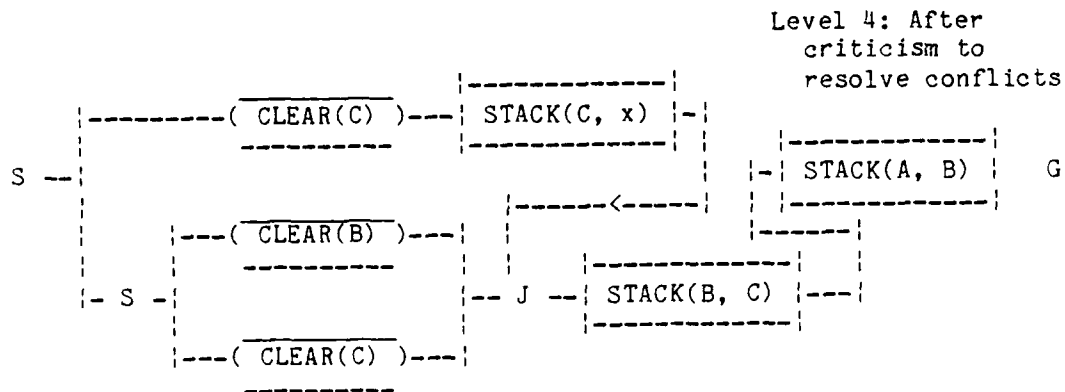 Level 4: After
criticism to
resolve conflicts
CLEAR(C) STACK(C, x)
S STACK(A, B) G
CLEAR(B)
S J STACK(B, C)
CLEAR(C)